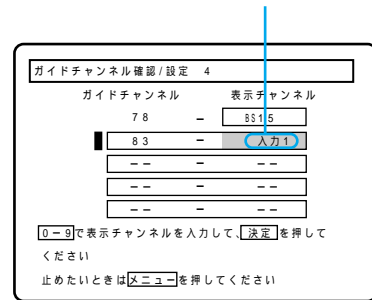 ガイドチャンネル確認/設定 4
ガイドチャンネル 表示チャンネル
78 － BS15
83 － 入力1
-- － --
-- － --
-- － --
0－9で表示チャンネルを入力して、決定を押して
ください
止めたいときはメニューを押してください